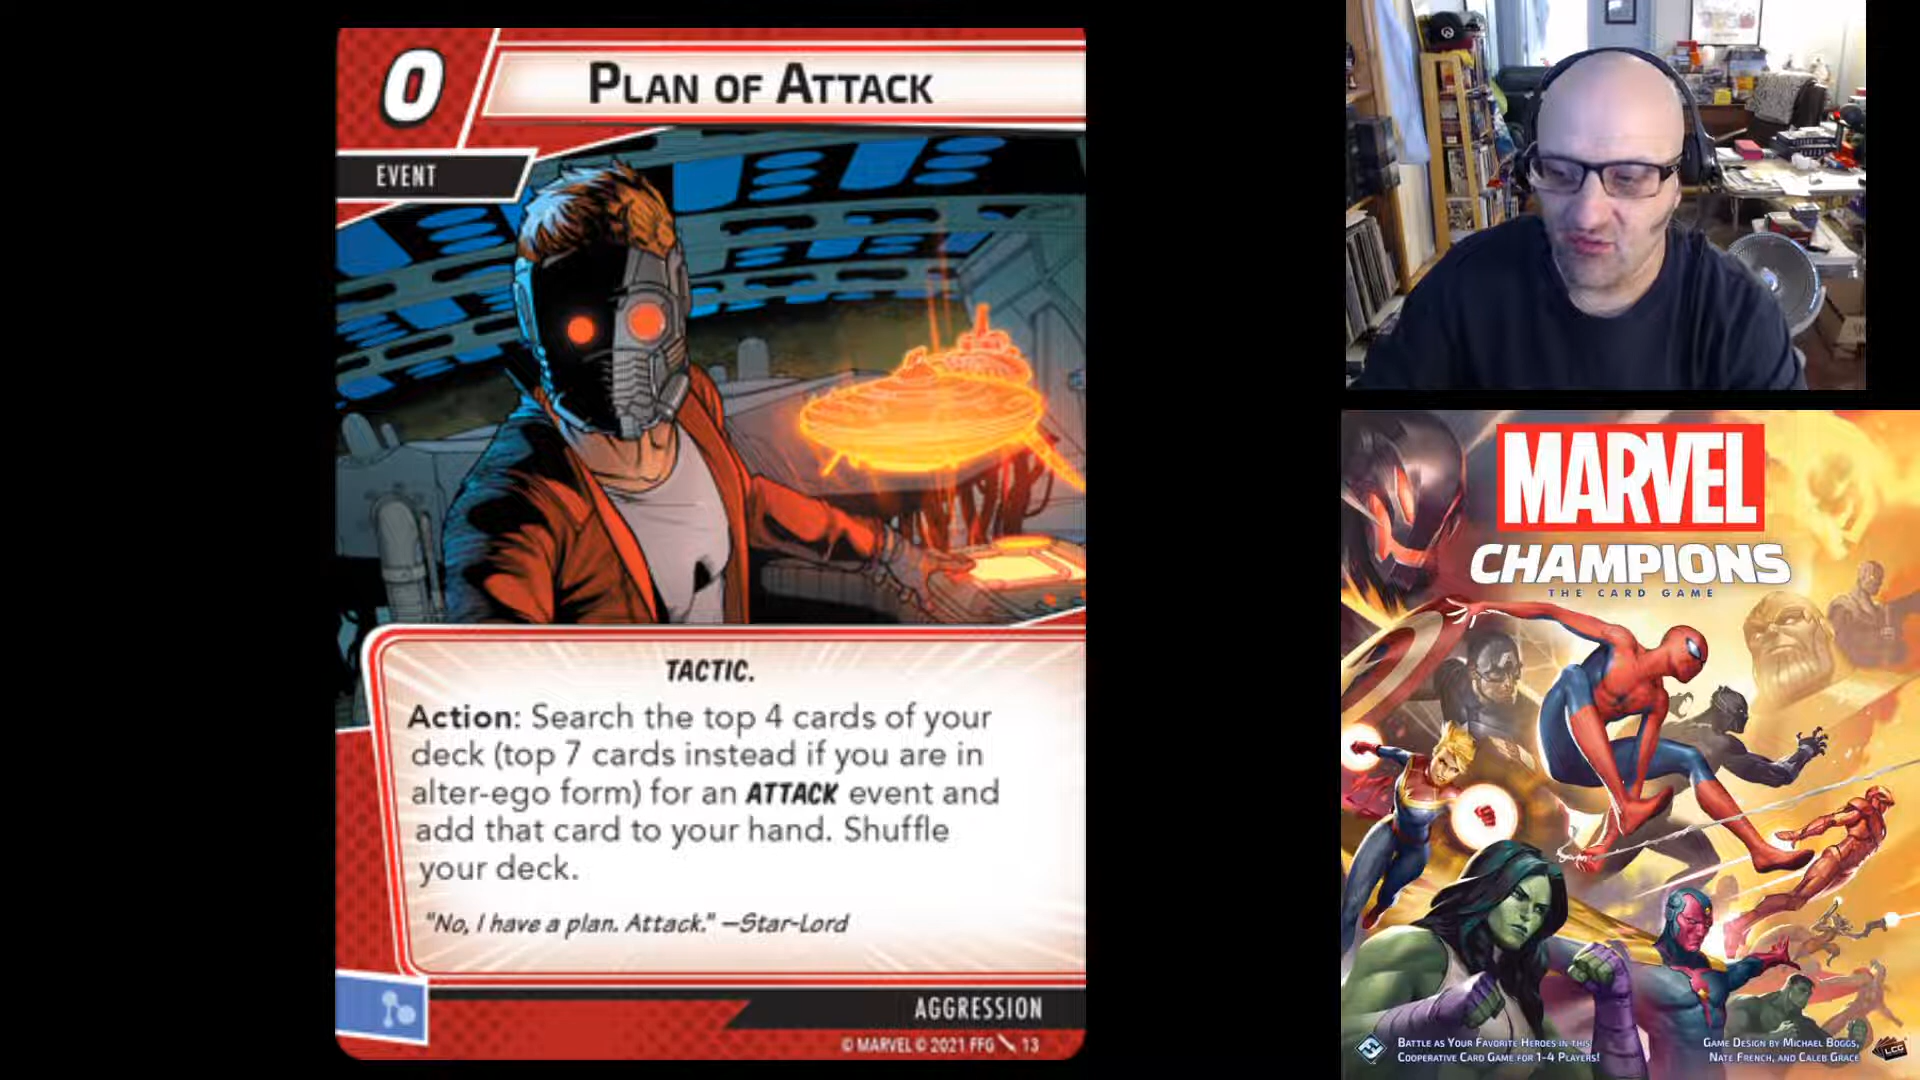 0
PLAN OF ATTACK
EVENT
TACTIC.
Action: Search the top 4 cards of your
deck (top 7 cards instead if you are in
alter-ego form) for an ATTACK event and
add that card to your hand. Shuffle
your deck.
"No, I have a plan. Attack." —Star-Lord
AGGRESSION
© MARVEL © 2021 FFG 13
MARVEL
CHAMPIONS
THE CARD GAME
BATTLE AS YOUR FAVORITE HEROES IN THIS
COOPERATIVE CARD GAME FOR 1-4 PLAYERS!
GAME DESIGN BY MICHAEL BOGGS,
NATE FRENCH, AND CALEB GRACE
LCG